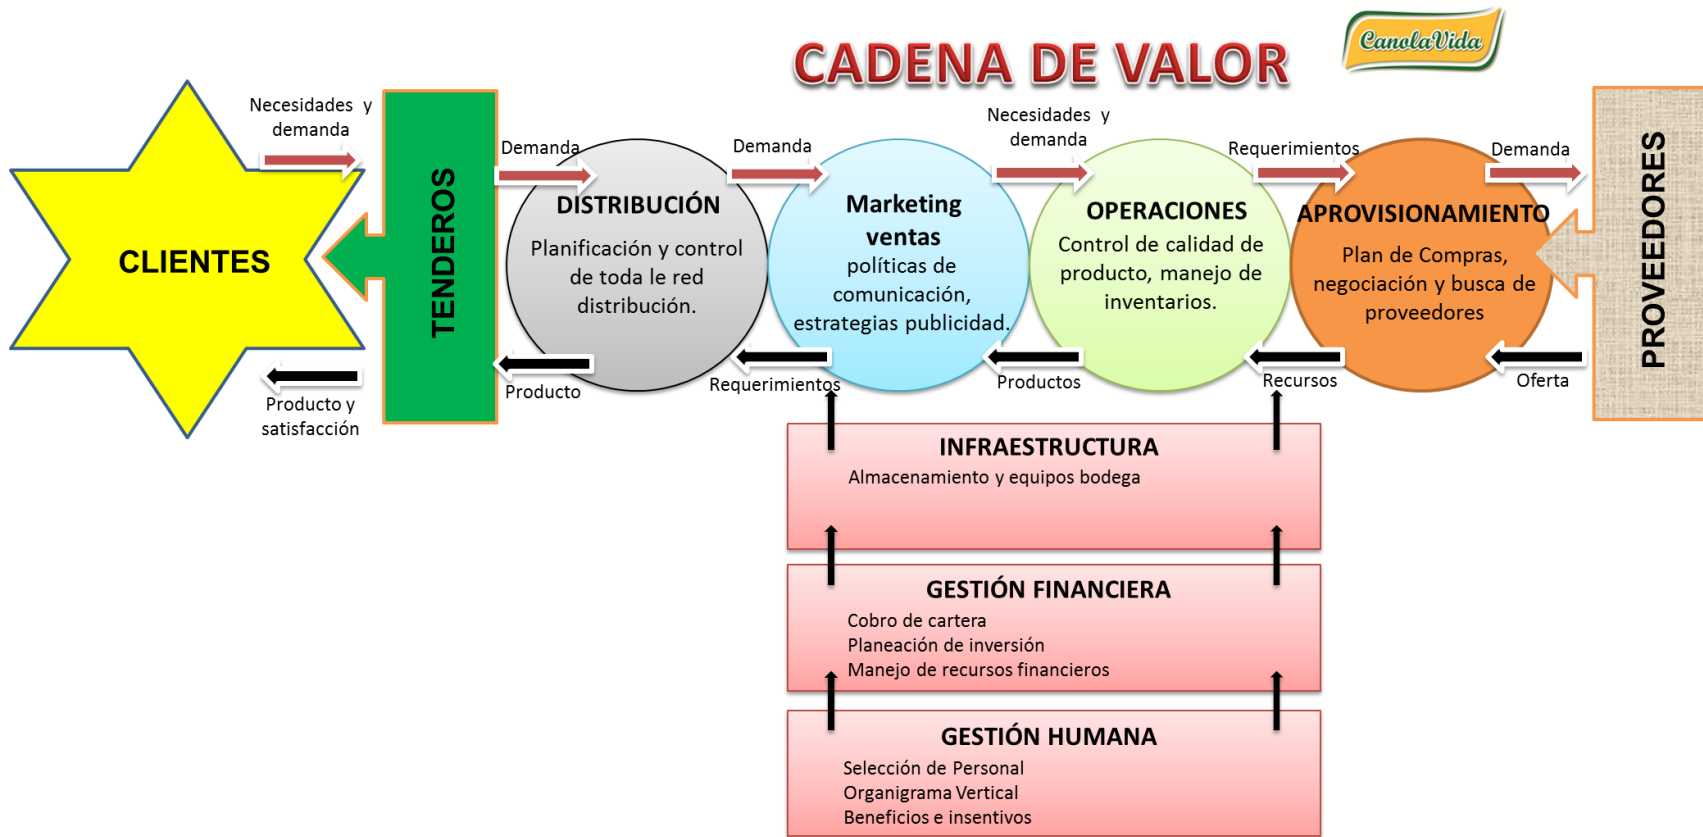 CADENA DE VALOR
CanolaVida
CLIENTES
Necesidades y
demanda
Producto y
satisfacción
TENDEROS
Demanda
Producto
DISTRIBUCIÓN
Planificación y control
de toda le red
distribución.
Demanda
Requerimientos
Marketing
ventas
políticas de
comunicación,
estrategias publicidad.
Necesidades y
demanda
Productos
OPERACIONES
Control de calidad de
producto, manejo de
inventarios.
Requerimientos
Recursos
APROVISIONAMIENTO
Plan de Compras,
negociación y busca de
proveedores
Demanda
Oferta
PROVEEDORES
INFRAESTRUCTURA
Almacenamiento y equipos bodega
GESTIÓN FINANCIERA
Cobro de cartera
Planeación de inversión
Manejo de recursos financieros
GESTIÓN HUMANA
Selección de Personal
Organigrama Vertical
Beneficios e insentivos